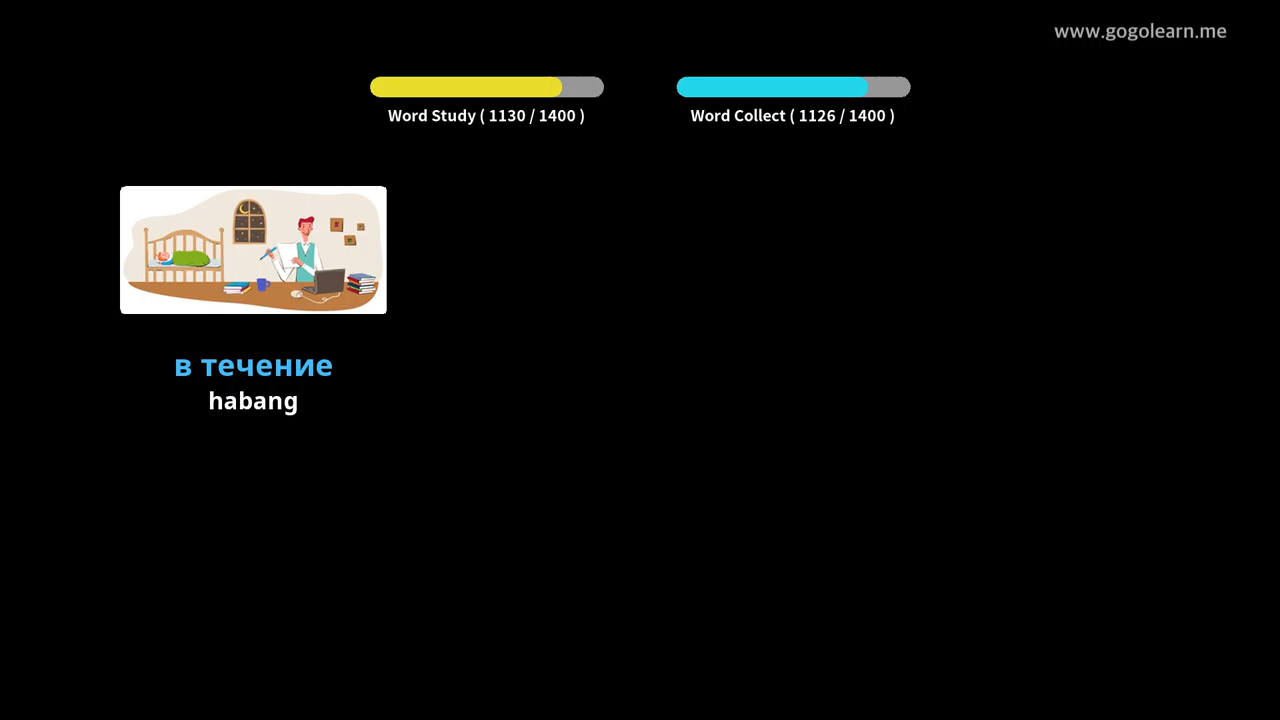 www.gogolearn.me
Word Study ( 1130 / 1400 )
Word Collect ( 1126 / 1400 )
в течение
habang